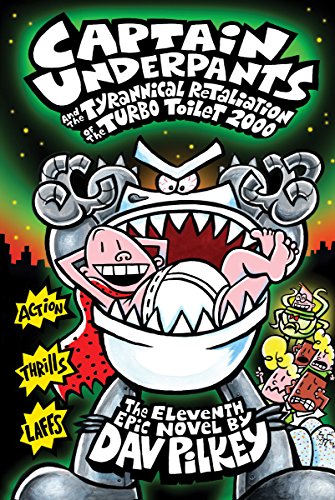 CAPTAIN
UNDERPANTS
And the TYRANNICAL RETALIATION
of the TURBO TOILET 2000
ACTION
THRILLS
LAFFS
The ELEVENTH
EPIC NOVEL BY
DAV PILKEY